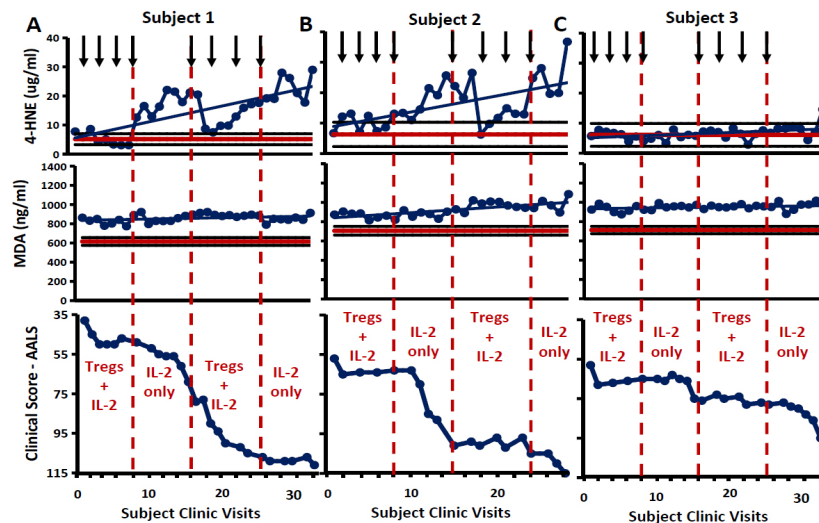 A Subject 1 B Subject 2 C Subject 3
4-HNE (ug/ml)
40
30
20
10
0
MDA (ng/ml)
1400
1200
1000
800
600
400
200
0
Clinical Score - AALS
35
55
75
95
115
Tregs
+
IL-2
IL-2
only
Tregs
+
IL-2
IL-2
only
Tregs
+
IL-2
IL-2
only
Tregs
+
IL-2
IL-2
only
Tregs
+
IL-2
IL-2
only
Tregs
+
IL-2
IL-2
only
0 10 20 30
0 10 20 30
0 10 20 30
Subject Clinic Visits Subject Clinic Visits Subject Clinic Visits